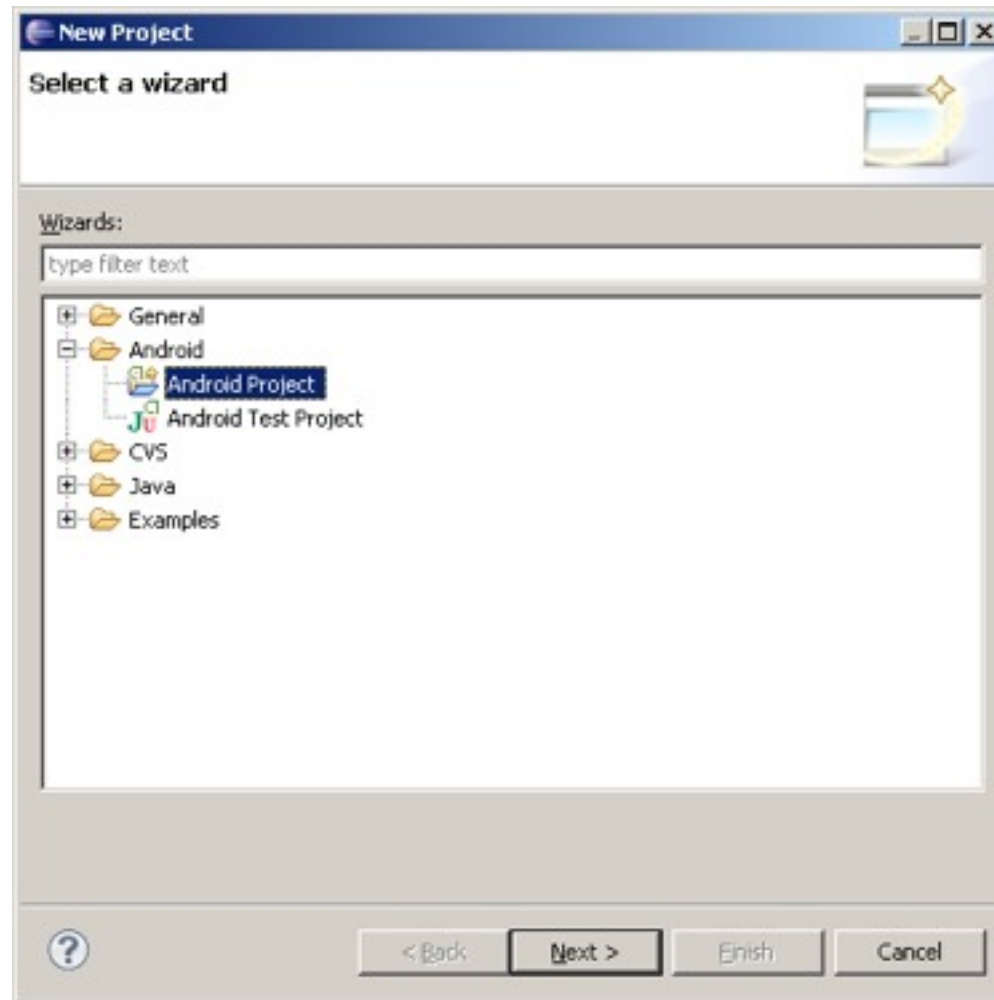 New Project
Select a wizard
Wizards:
type filter text
General
Android
Android Project
Android Test Project
CVS
Java
Examples
< Back Next > Finish Cancel